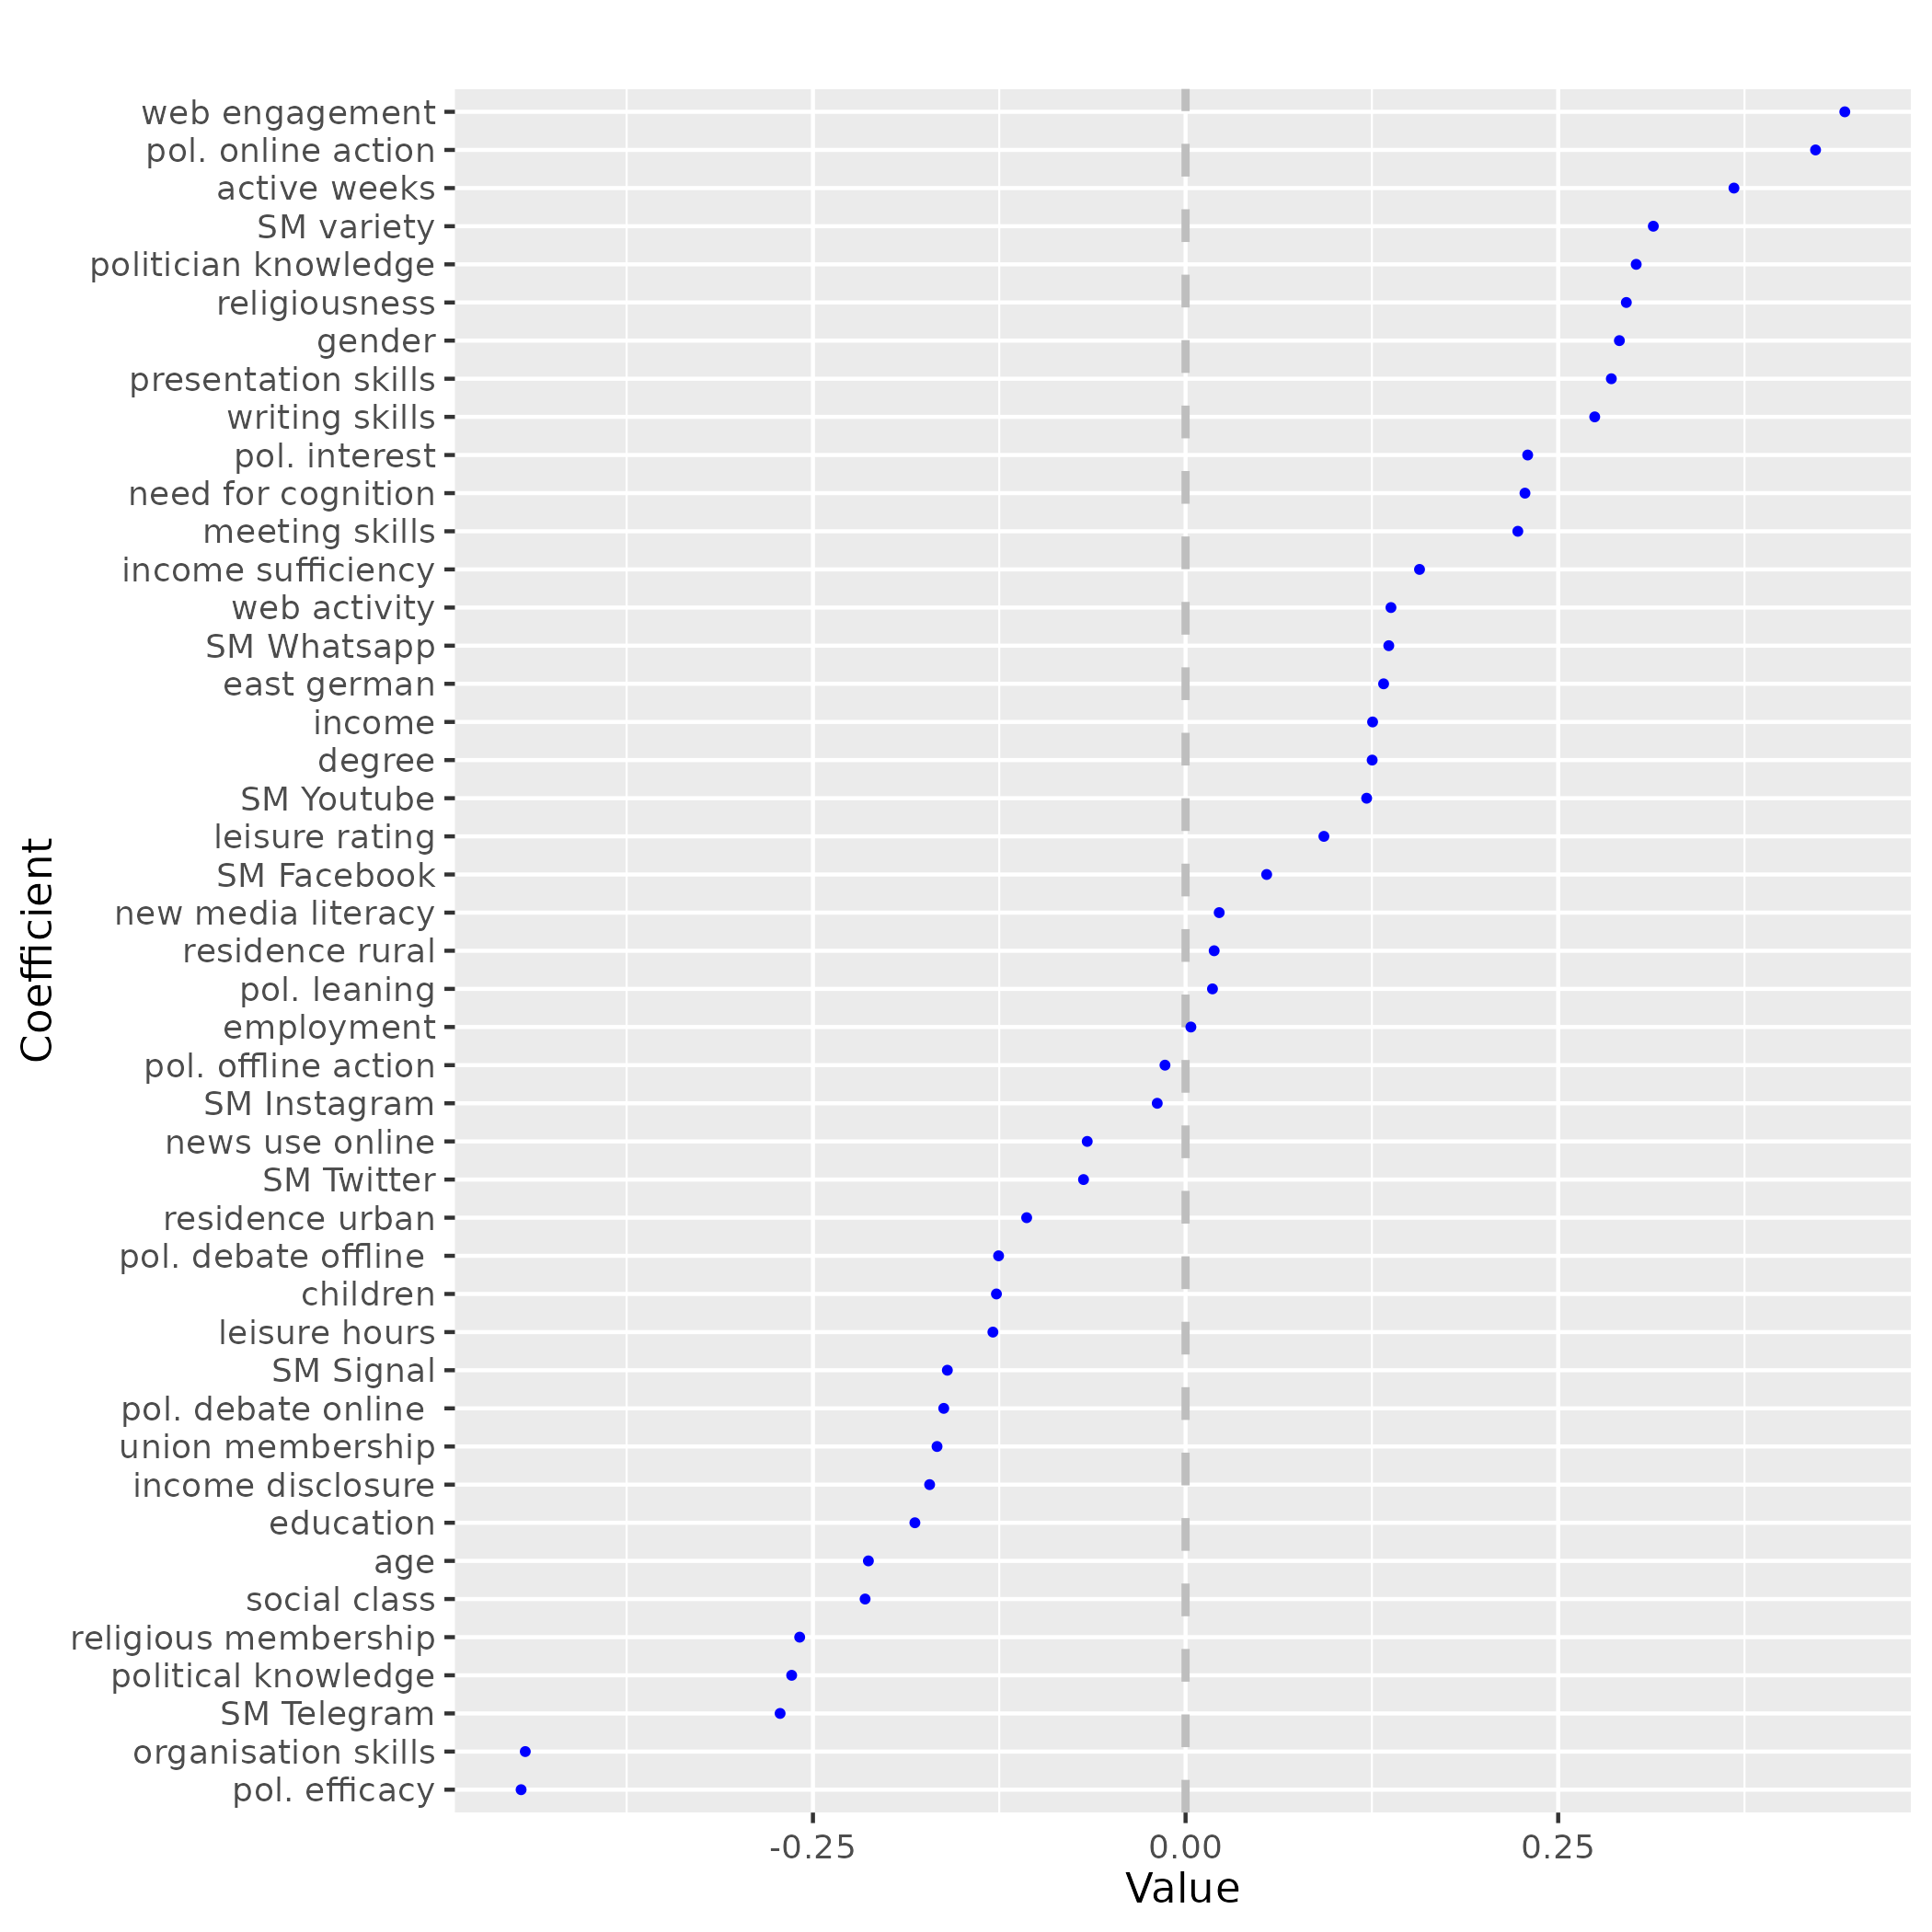 web engagement
pol. online action
active weeks
SM variety
politician knowledge
religiousness
gender
presentation skills
writing skills
pol. interest
need for cognition
meeting skills
income sufficiency
web activity
SM Whatsapp
east german
income
degree
SM Youtube
leisure rating
SM Facebook
new media literacy
residence rural
pol. leaning
employment
pol. offline action
SM Instagram
news use online
SM Twitter
residence urban
pol. debate offline
children
leisure hours
SM Signal
pol. debate online
union membership
income disclosure
education
age
social class
religious membership
political knowledge
SM Telegram
organisation skills
pol. efficacy
Coefficient
-0.25 0.00 0.25
Value